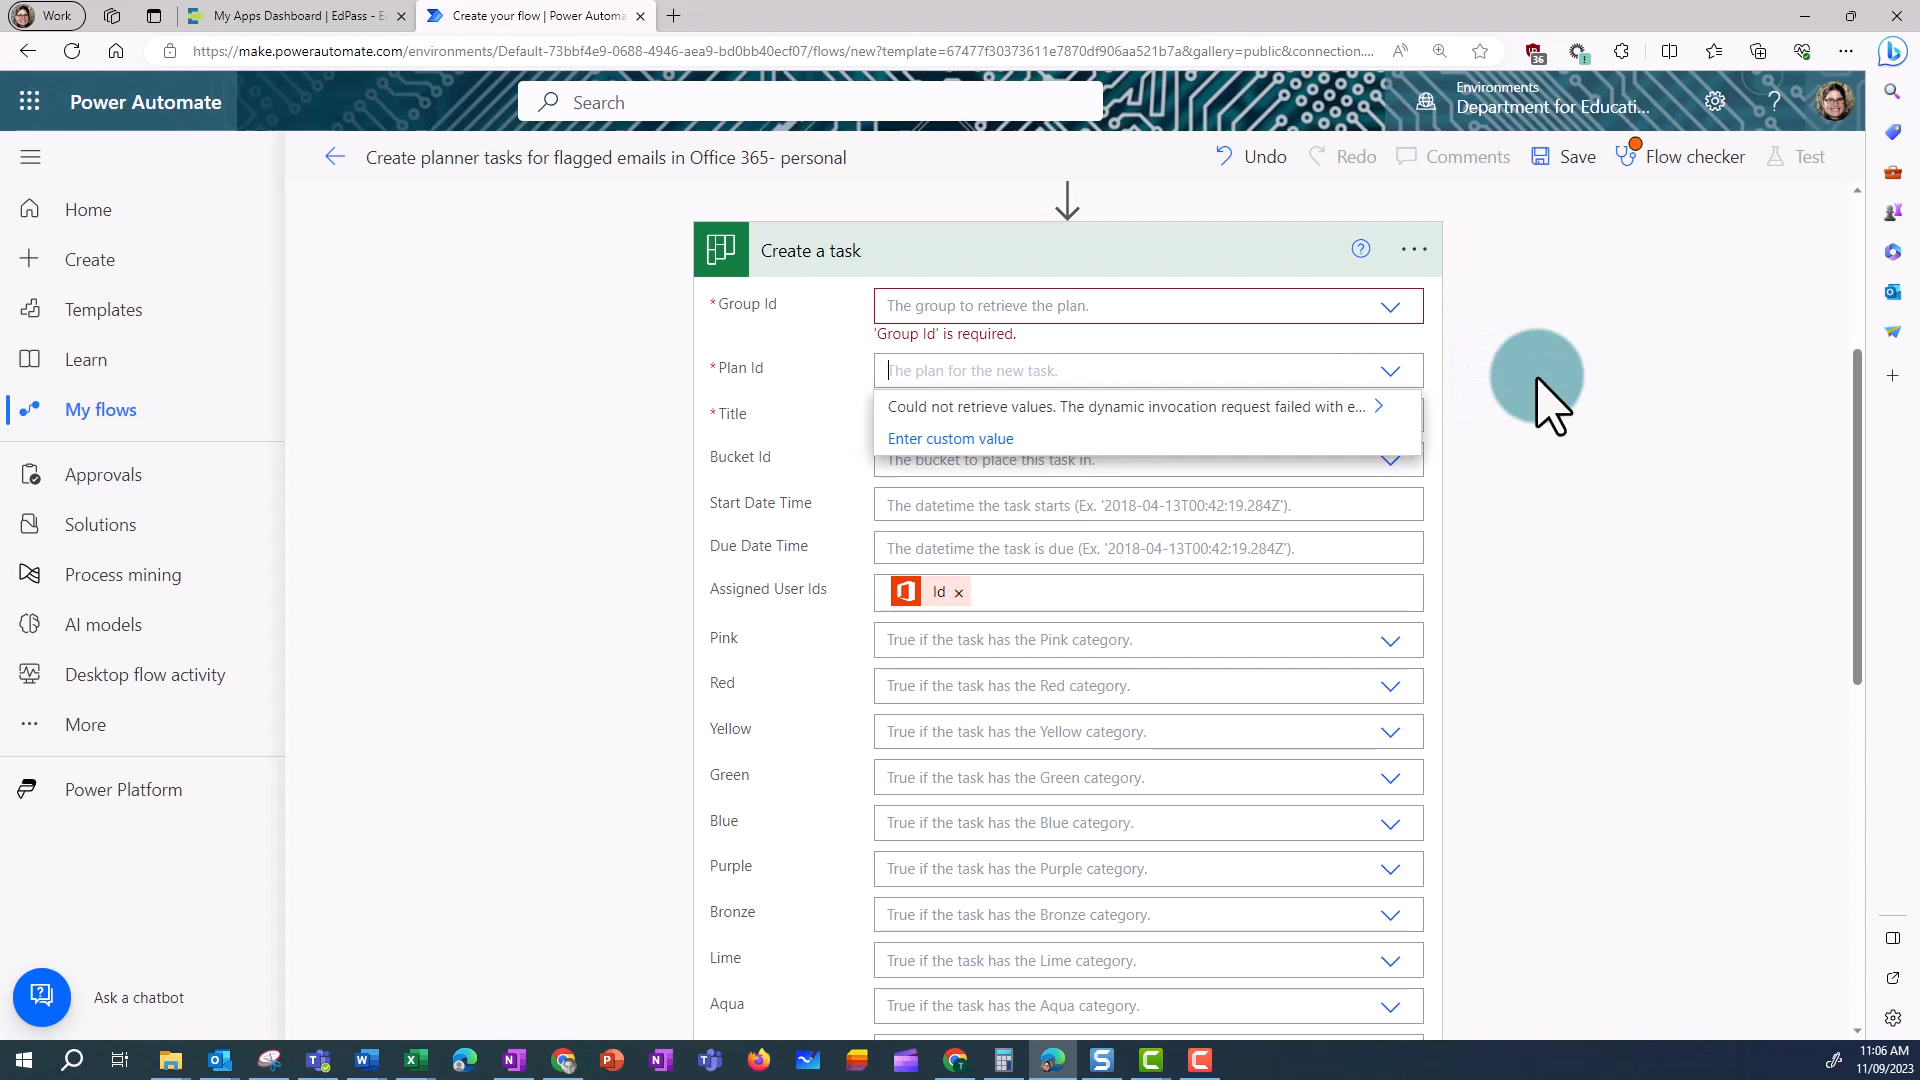 Work
My Apps Dashboard | EdPass - E
Create your flow | Power Automa
https://make.powerautomate.com/environments/Default-73bbf4e9-0688-4946-aea9-bd0bb40ecf07/flows/new?template=67477f30373611e7870df906aa521b7a&gallery=public&connection....
36
Power Automate
Search
Environments
Department for Educati...
Create planner tasks for flagged emails in Office 365- personal
Undo
Redo
Comments
Save
Flow checker
Test
Home
Create
Templates
Learn
My flows
Approvals
Solutions
Process mining
AI models
Desktop flow activity
More
Power Platform
Ask a chatbot
Create a task
* Group Id
The group to retrieve the plan.
'Group Id' is required.
* Plan Id
The plan for the new task.
Could not retrieve values. The dynamic invocation request failed with e...
Enter custom value
* Title
Bucket Id
The bucket to place this task in.
Start Date Time
The datetime the task starts (Ex. '2018-04-13T00:42:19.284Z').
Due Date Time
The datetime the task is due (Ex. '2018-04-13T00:42:19.284Z').
Assigned User Ids
Id ×
Pink
True if the task has the Pink category.
Red
True if the task has the Red category.
Yellow
True if the task has the Yellow category.
Green
True if the task has the Green category.
Blue
True if the task has the Blue category.
Purple
True if the task has the Purple category.
Bronze
True if the task has the Bronze category.
Lime
True if the task has the Lime category.
Aqua
True if the task has the Aqua category.
11:06 AM
11/09/2023